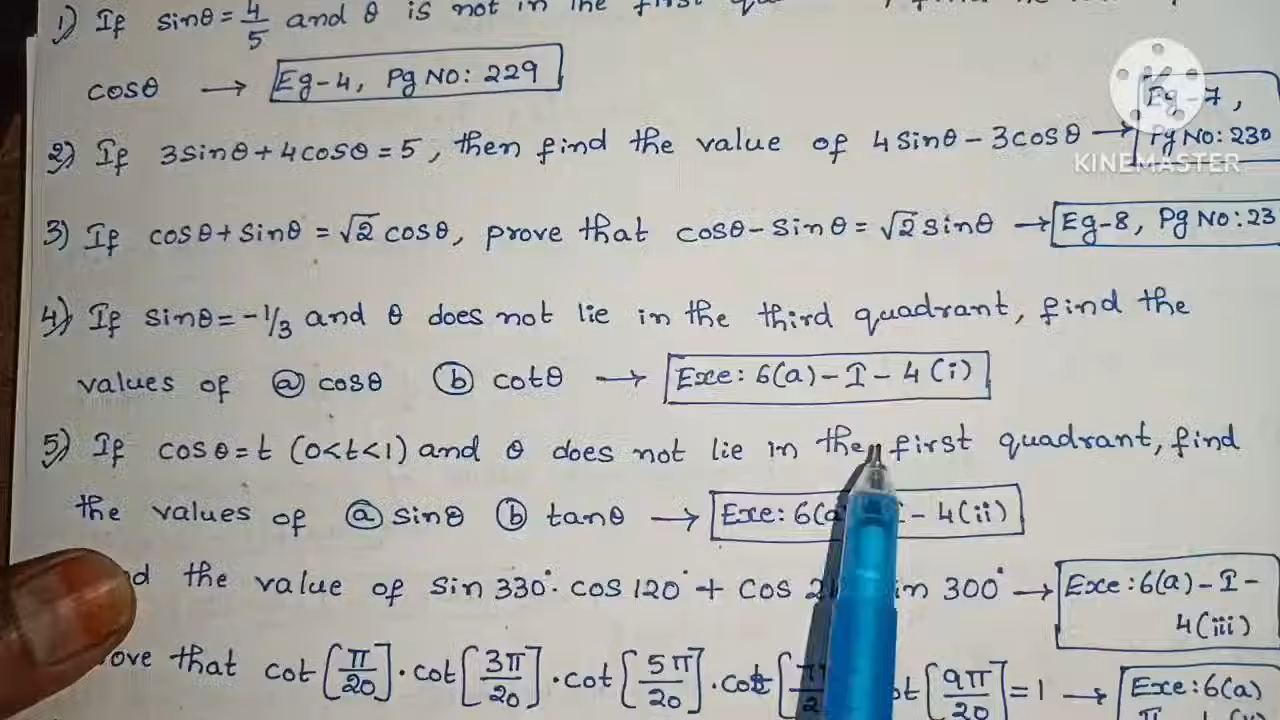 1) If sinθ = 4/5 and θ is not in the first
cosθ → Eg-4, Pg No: 229
Eg-7,
2) If 3sinθ + 4cosθ = 5, then find the value of 4sinθ - 3cosθ → Pg No: 230
KINEMASTER
3) If cosθ + sinθ = √2 cosθ, prove that cosθ - sinθ = √2 sinθ → Eg-8, Pg No: 23
4) If sinθ = -1/3 and θ does not lie in the third quadrant, find the
values of ⓐ cosθ ⓑ cotθ → Exe: 6(a) - I - 4(i)
5) If cosθ = t (0<t<1) and θ does not lie in the first quadrant, find
the values of ⓐ sinθ ⓑ tanθ → Exe: 6(a - 4(ii)
the value of sin 330°. cos 120° + cos 300° → Exe: 6(a) - I -
4(iii)
that cot[π/20] . cot[3π/20] . cot[5π/20] . cot [9π/20] = 1 → Exe: 6(a)